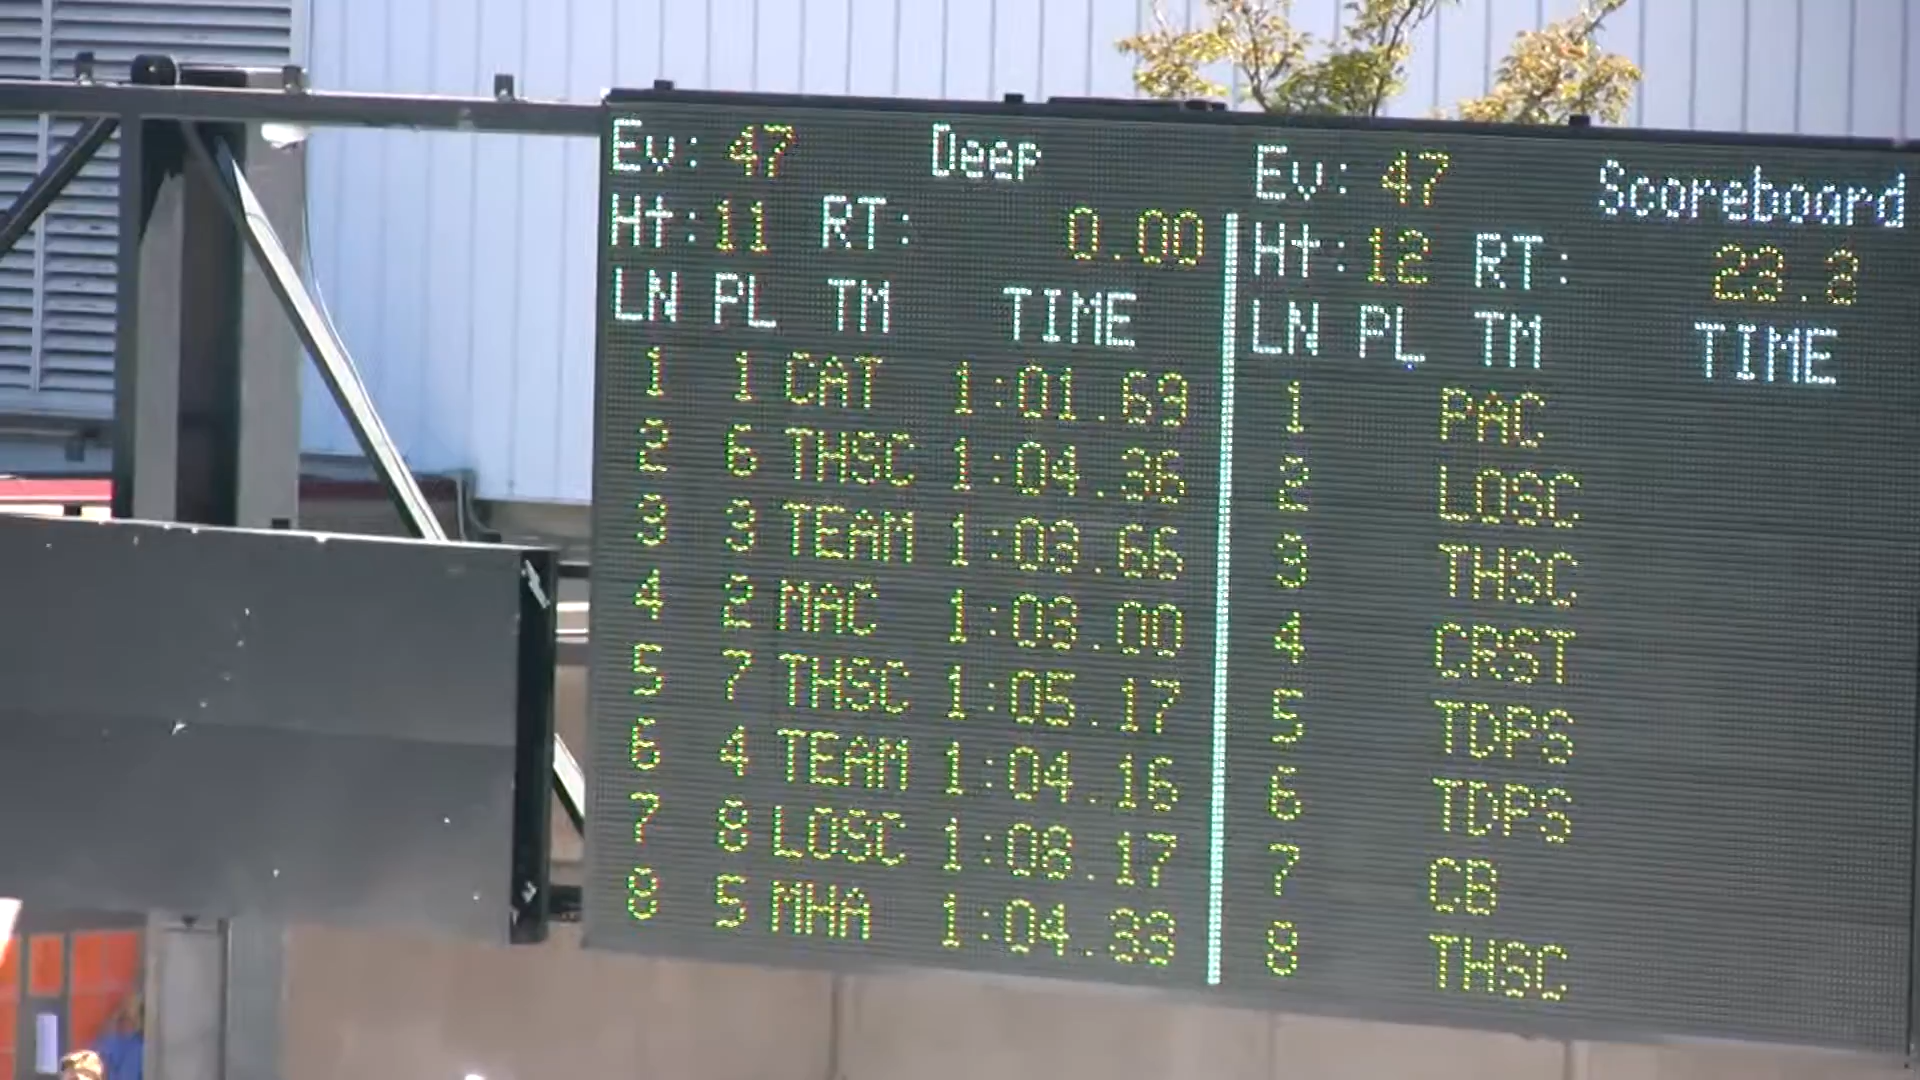 Ev: 47 Deep
Ht: 11 RT: 0.00
LN PL TM TIME
1 1 CAT 1:01.69
2 6 THSC 1:04.36
3 3 TEAM 1:03.66
4 2 MAC 1:03.00
5 7 THSC 1:05.17
6 4 TEAM 1:04.16
7 8 LOSC 1:08.17
8 5 MHA 1:04.33
Ev: 47 Scoreboard
Ht: 12 RT: 23.2
LN PL TM TIME
1 PAC
2 LOSC
3 THSC
4 CRST
5 TDPS
6 TDPS
7 CB
8 THSC